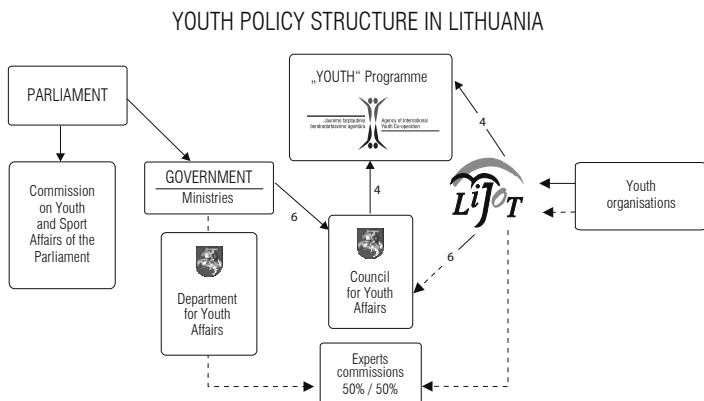 YOUTH POLICY STRUCTURE IN LITHUANIA
PARLIAMENT
„YOUTH“ Programme
Jaunimo tarptautinio
bendradarbiavimo agentūra
Agency of International
Youth Co-operation
4
Commission
on Youth
and Sport
Affairs of the
Parliament
GOVERNMENT
Ministries
4
6
LiJOT
Youth
organisations
6
Department
for Youth
Affairs
Council
for Youth
Affairs
Experts
commissions
50% / 50%